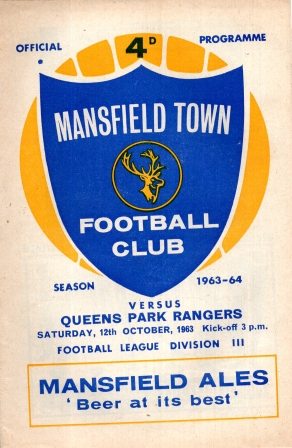 OFFICIAL
4D
PROGRAMME
MANSFIELD TOWN
FOOTBALL
CLUB
SEASON
1963-64
VERSUS
QUEENS PARK RANGERS
SATURDAY, 12th OCTOBER, 1963 Kick-off 3 p.m.
FOOTBALL LEAGUE DIVISION III
MANSFIELD ALES
'Beer at its best'